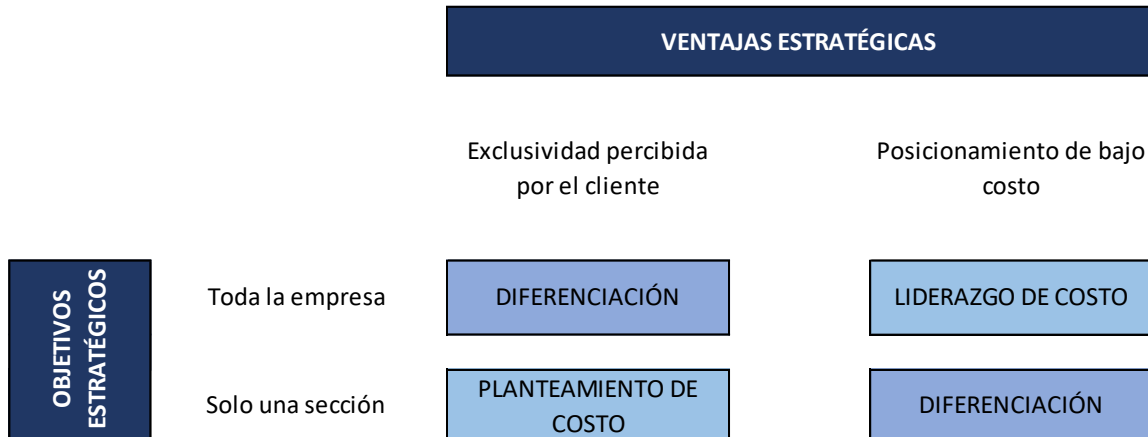 VENTAJAS ESTRATÉGICAS
Exclusividad percibida
por el cliente
Posicionamiento de bajo
costo
OBJETIVOS
ESTRATÉGICOS
Toda la empresa
DIFERENCIACIÓN
LIDERAZGO DE COSTO
Solo una sección
PLANTEAMIENTO DE
COSTO
DIFERENCIACIÓN